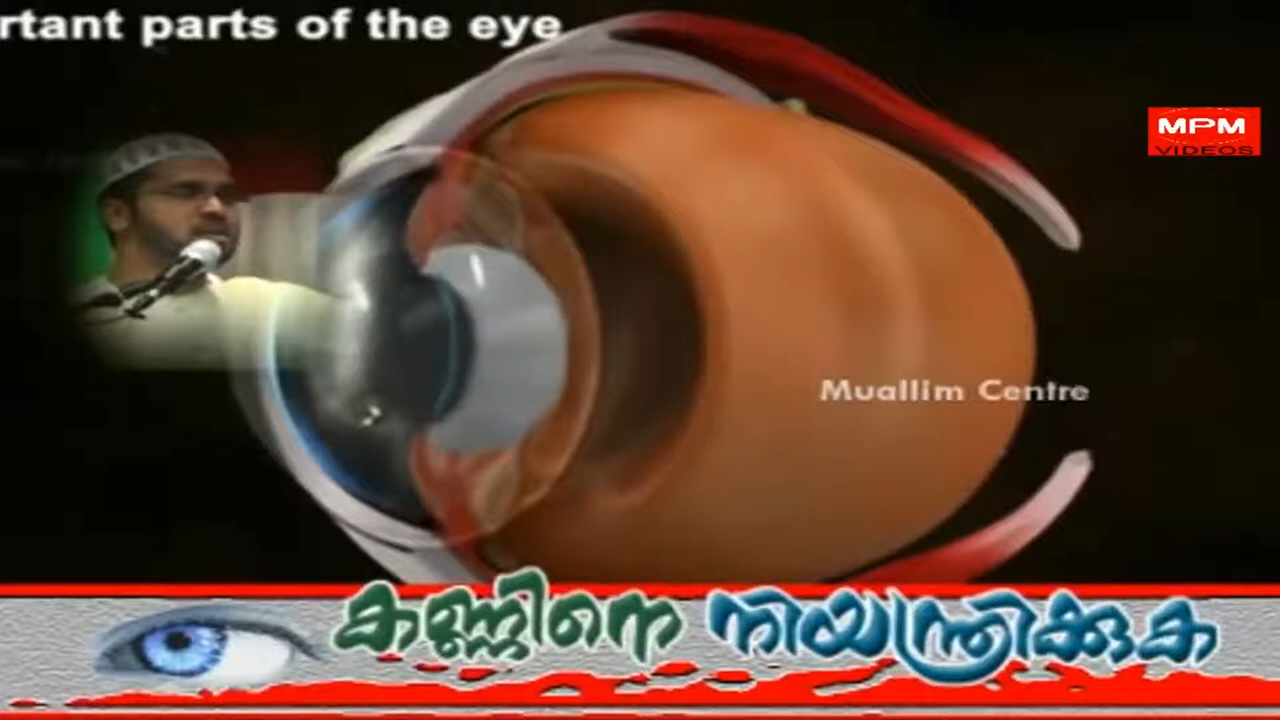 rtant parts of the eye
MPM
VIDEOS
Muallim Centre
കണ്ണിനെ നിയന്ത്രിക്കുക